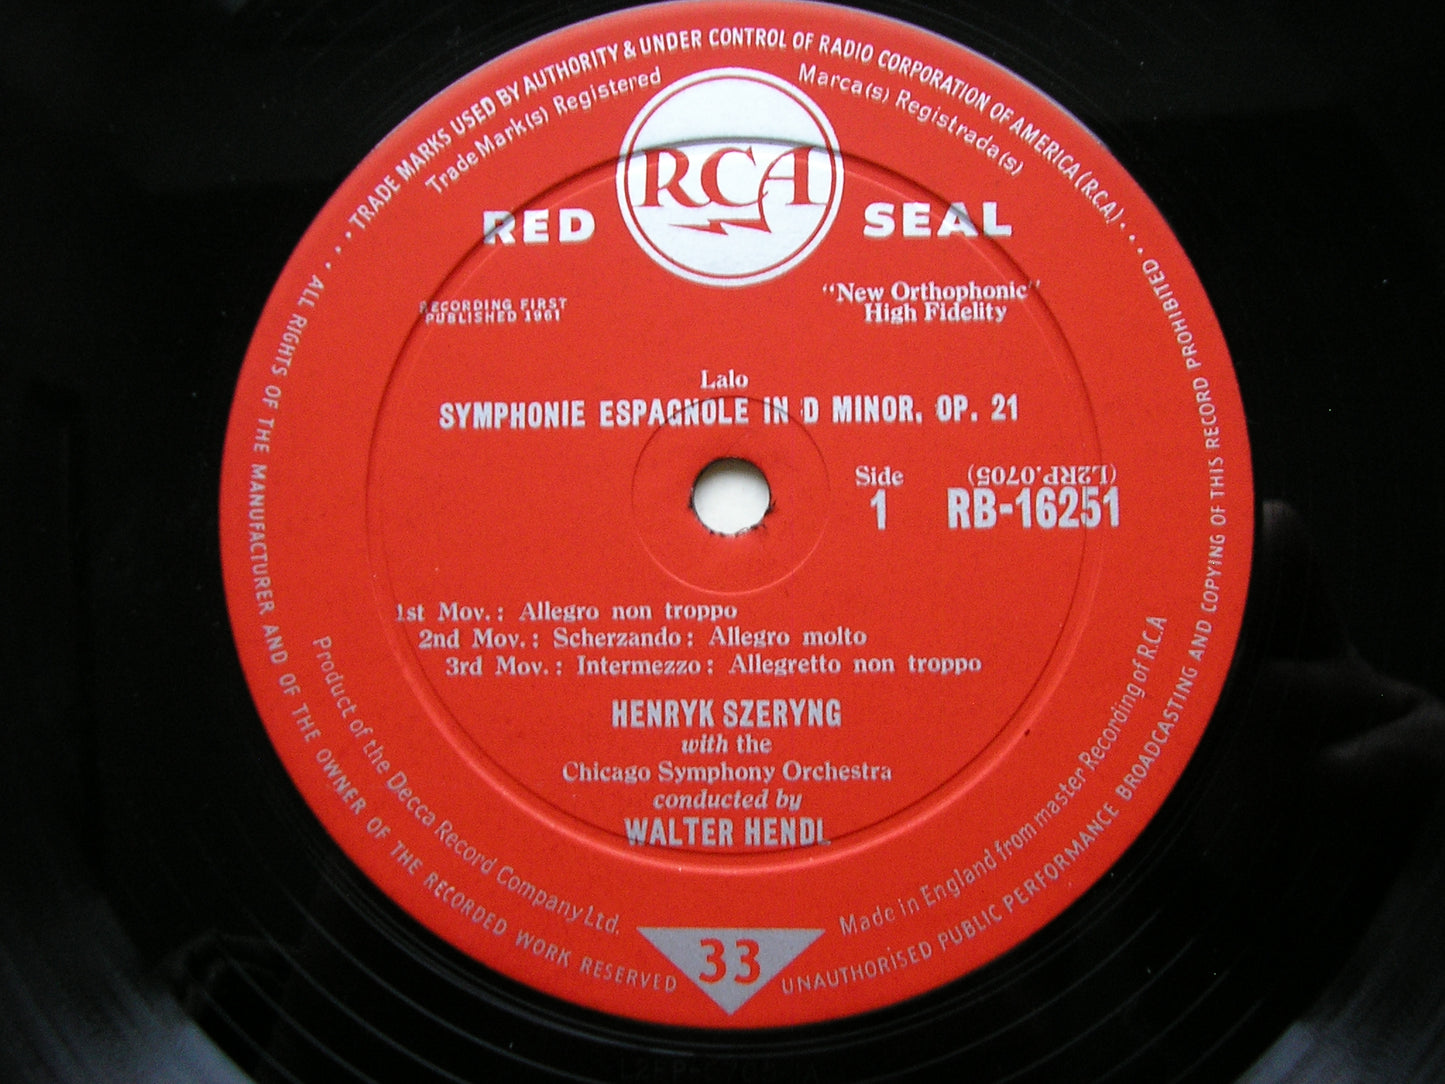 TRADE MARKS USED BY AUTHORITY & UNDER CONTROL OF RADIO CORPORATION OF AMERICA (RCA)...
Trade Mark(s) Registered
Marca(s) Registrada(s)
RCA
RED SEAL
RECORDING FIRST
PUBLISHED 1961
"New Orthophonic"
High Fidelity
Lalo
SYMPHONIE ESPAGNOLE IN D MINOR, OP. 21
Side
1
(L2RP.0705)
RB-16251
1st Mov.: Allegro non troppo
2nd Mov.: Scherzando: Allegro molto
3rd Mov.: Intermezzo: Allegretto non troppo
HENRYK SZERYNG
with the
Chicago Symphony Orchestra
conducted by
WALTER HENDL
Product of the Decca Record Company Ltd.
33
Made in England from master Recording of R.C.A
...ALL RIGHTS OF THE MANUFACTURER AND OF THE OWNER OF THE RECORDED WORK RESERVED
UNAUTHORISED PUBLIC PERFORMANCE BROADCASTING AND COPYING OF THIS RECORD PROHIBITED...